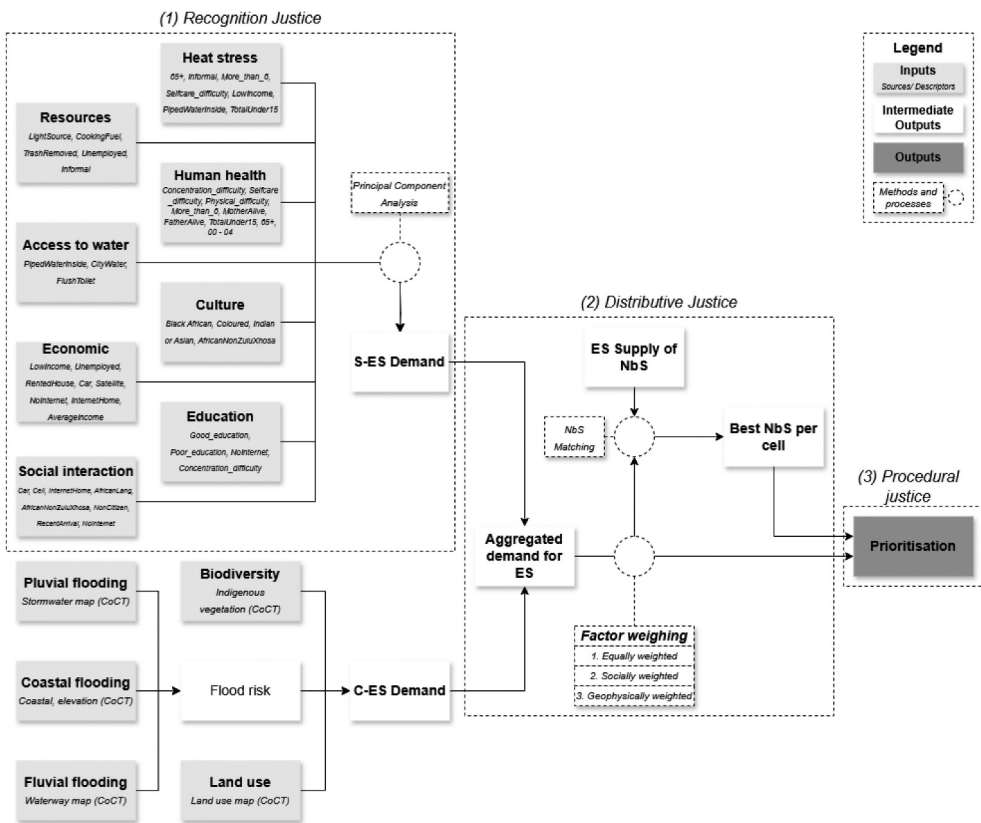 (1) Recognition Justice
Heat stress
65+, Informal, More_than_6,
Selfcare_difficulty, LowIncome,
PipedWaterInside, TotalUnder15
Resources
LightSource, CookingFuel,
TrashRemoved, Unemployed,
Informal
Human health
Concentration_difficulty, Selfcare
_difficulty, Physical_difficulty,
More_than_6, MotherAlive,
FatherAlive, TotalUnder15, 65+,
00 - 04
Access to water
PipedWaterInside, CityWater,
FlushToilet
Culture
Black African, Coloured, Indian
or Asian, AfricanNonZuluXhosa
Economic
LowIncome, Unemployed,
RentedHouse, Car, Satellite,
NoInternet, InternetHome,
AverageIncome
Education
Good_education,
Poor_education, NoInternet,
Concentration_difficulty
Social interaction
Car, Cell, InternetHome, AfricanLang,
AfricanNonZuluXhosa, NonCitizen,
RecentArrival, NoInternet
Principal Component
Analysis
S-ES Demand
Pluvial flooding
Stormwater map (CoCT)
Coastal flooding
Coastal, elevation (CoCT)
Fluvial flooding
Waterway map (CoCT)
Biodiversity
Indigenous
vegetation (CoCT)
Flood risk
Land use
Land use map (CoCT)
C-ES Demand
(2) Distributive Justice
ES Supply of
NbS
NbS
Matching
Best NbS per
cell
Aggregated
demand for
ES
Factor weighing
1. Equally weighted
2. Socially weighted
3. Geophysically weighted
(3) Procedural
justice
Prioritisation
Legend
Inputs
Sources/ Descriptors
Intermediate
Outputs
Outputs
Methods and
processes